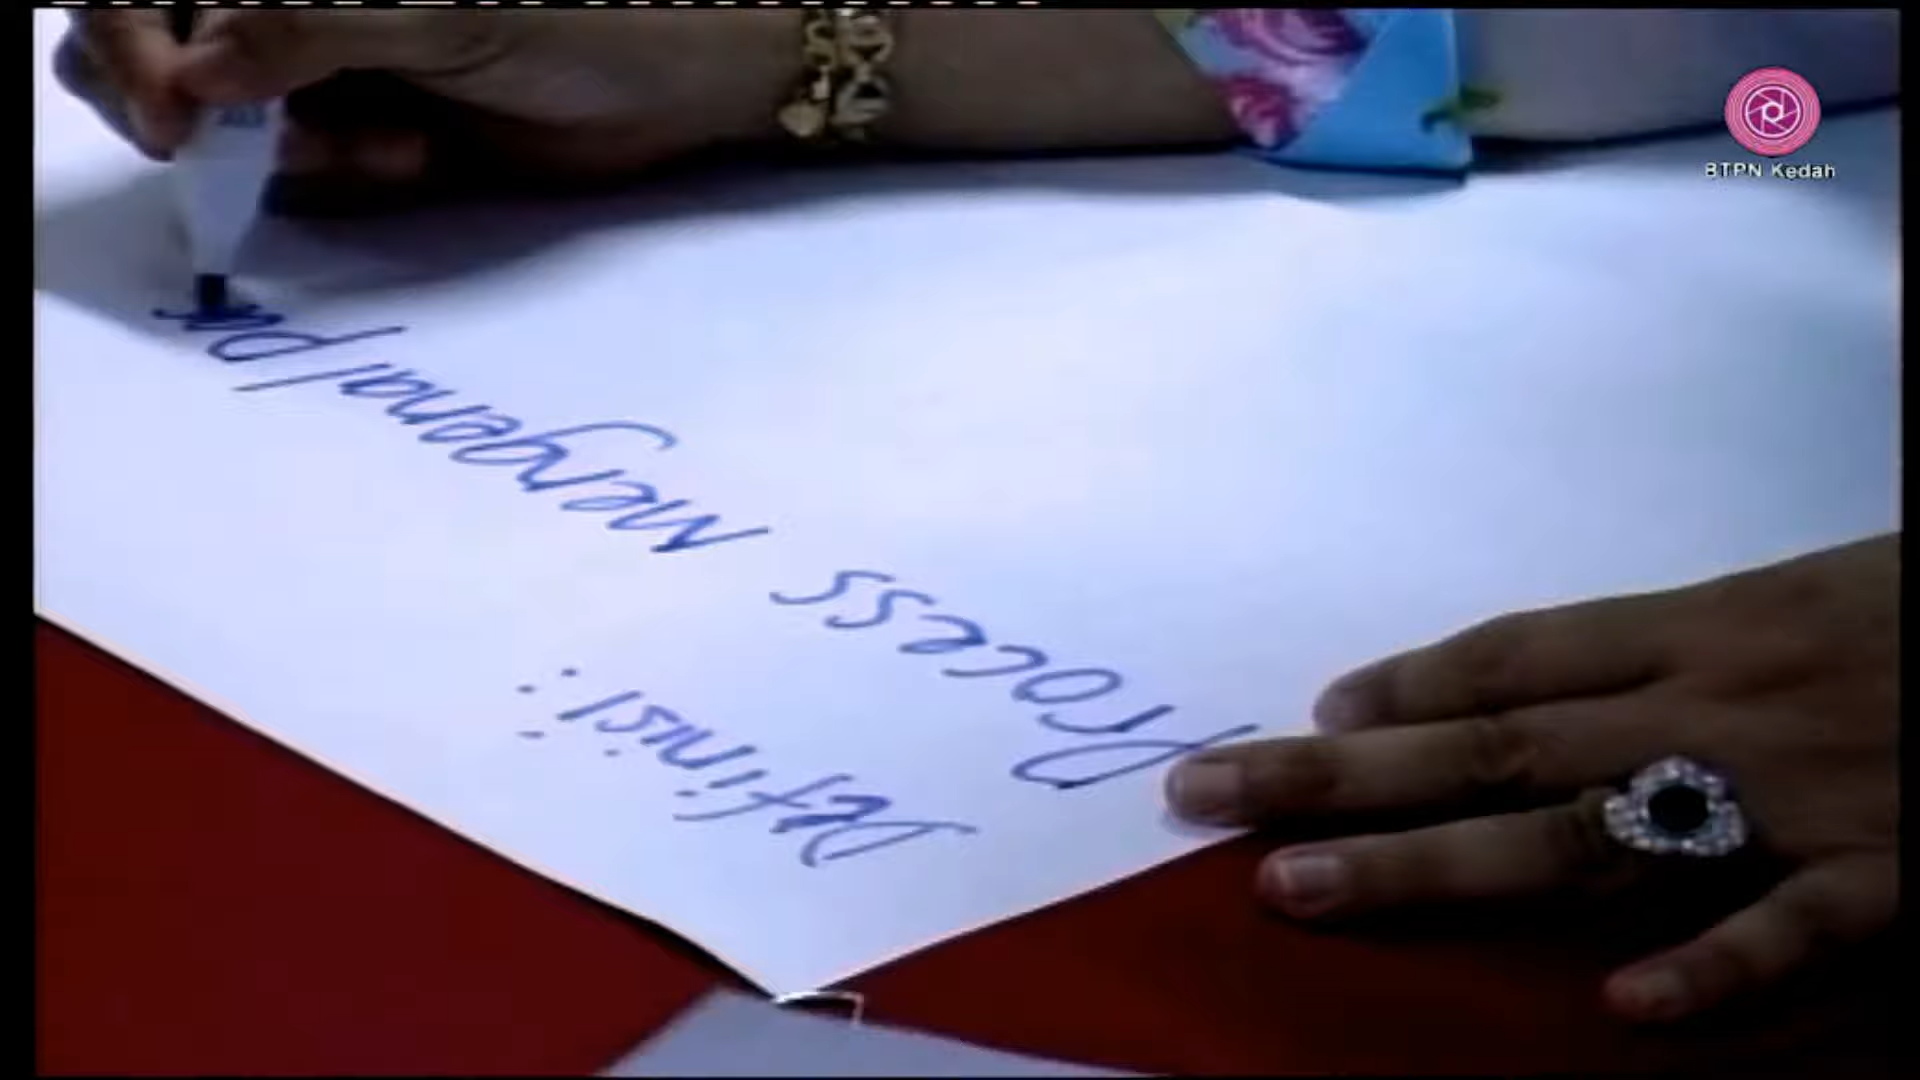 Definisi:
Process Mengenal pa
BTPN Kedah